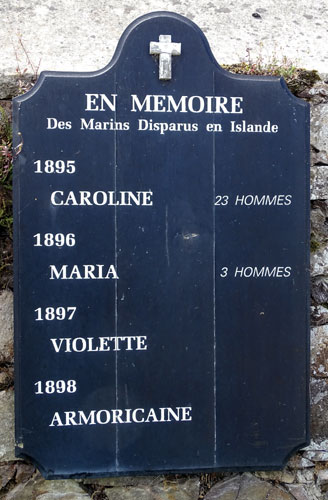 EN MEMOIRE
Des Marins Disparus en Islande
1895
CAROLINE 23 HOMMES
1896
MARIA 3 HOMMES
1897
VIOLETTE
1898
ARMORICAINE